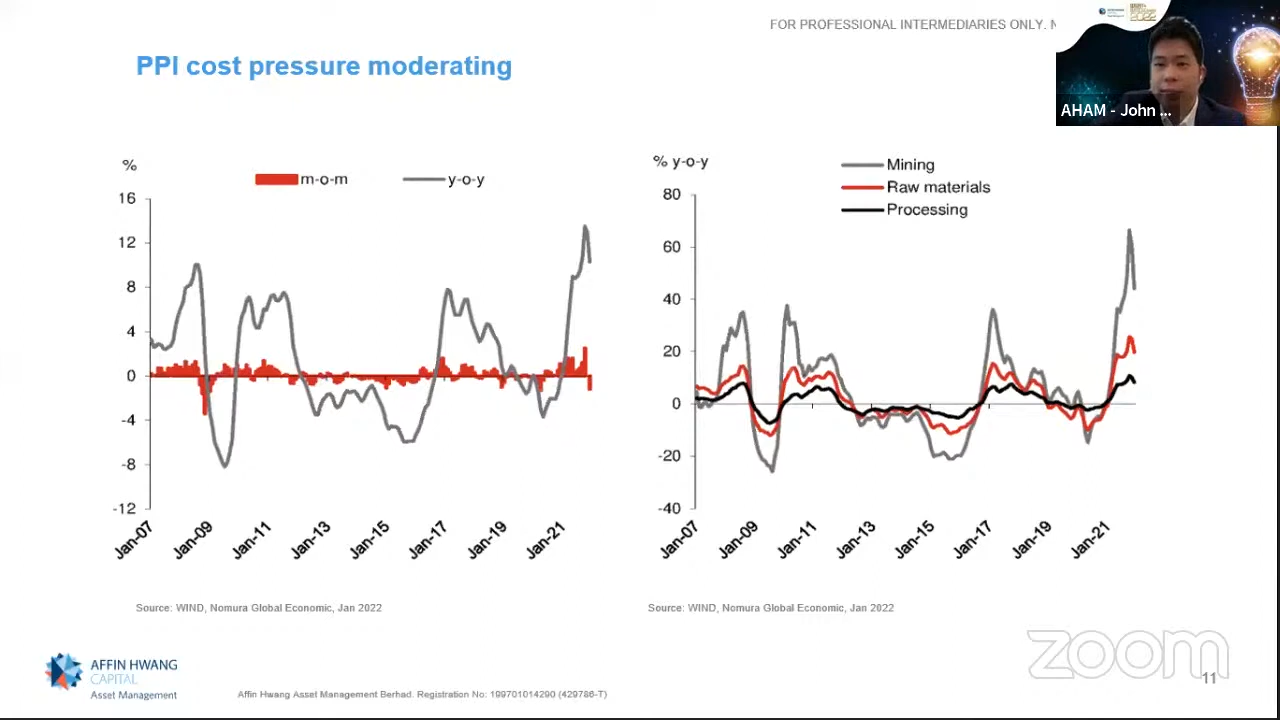 FOR PROFESSIONAL INTERMEDIARIES ONLY. N
AHAM - John ...
PPI cost pressure moderating
%
m-o-m
y-o-y
16
12
8
4
0
-4
-8
-12
Jan-07
Jan-09
Jan-11
Jan-13
Jan-15
Jan-17
Jan-19
Jan-21
% y-o-y
Mining
Raw materials
Processing
80
60
40
20
0
-20
-40
Jan-07
Jan-09
Jan-11
Jan-13
Jan-15
Jan-17
Jan-19
Jan-21
Source: WIND, Nomura Global Economic, Jan 2022
Source: WIND, Nomura Global Economic, Jan 2022
AFFIN HWANG
CAPITAL
Asset Management
Affin Hwang Asset Management Berhad. Registration No: 199701014290 (429786-T)
zoom
11